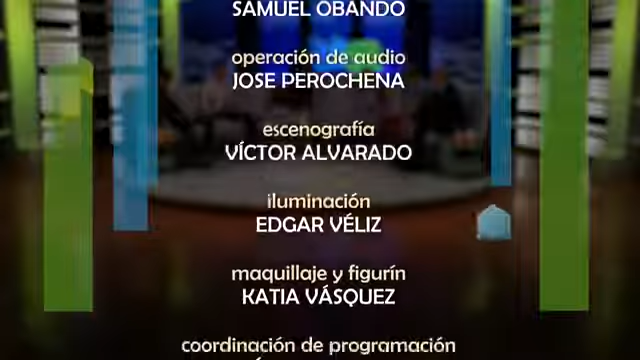 SAMUEL OBANDO
operación de audio
JOSE PEROCHENA
escenografía
VÍCTOR ALVARADO
iluminación
EDGAR VÉLIZ
maquillaje y figurín
KATIA VÁSQUEZ
coordinación de programación